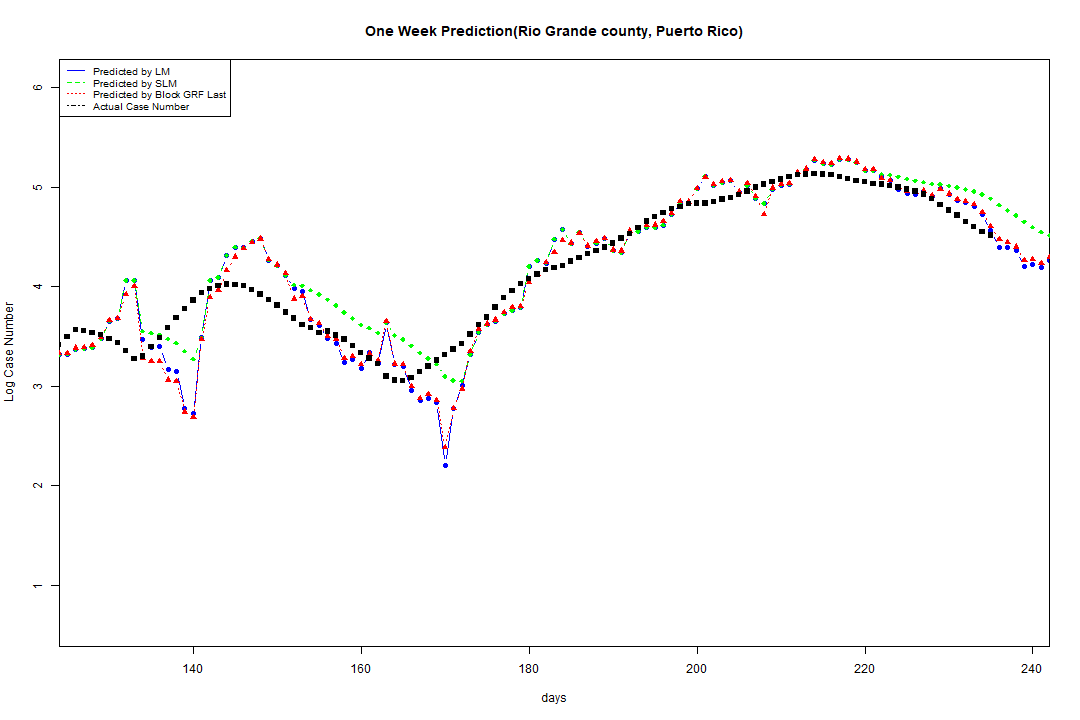 One Week Prediction(Rio Grande county, Puerto Rico)
Predicted by LM
Predicted by SLM
Predicted by Block GRF Last
Actual Case Number
6
5
4
3
2
1
Log Case Number
140 160 180 200 220 240
days